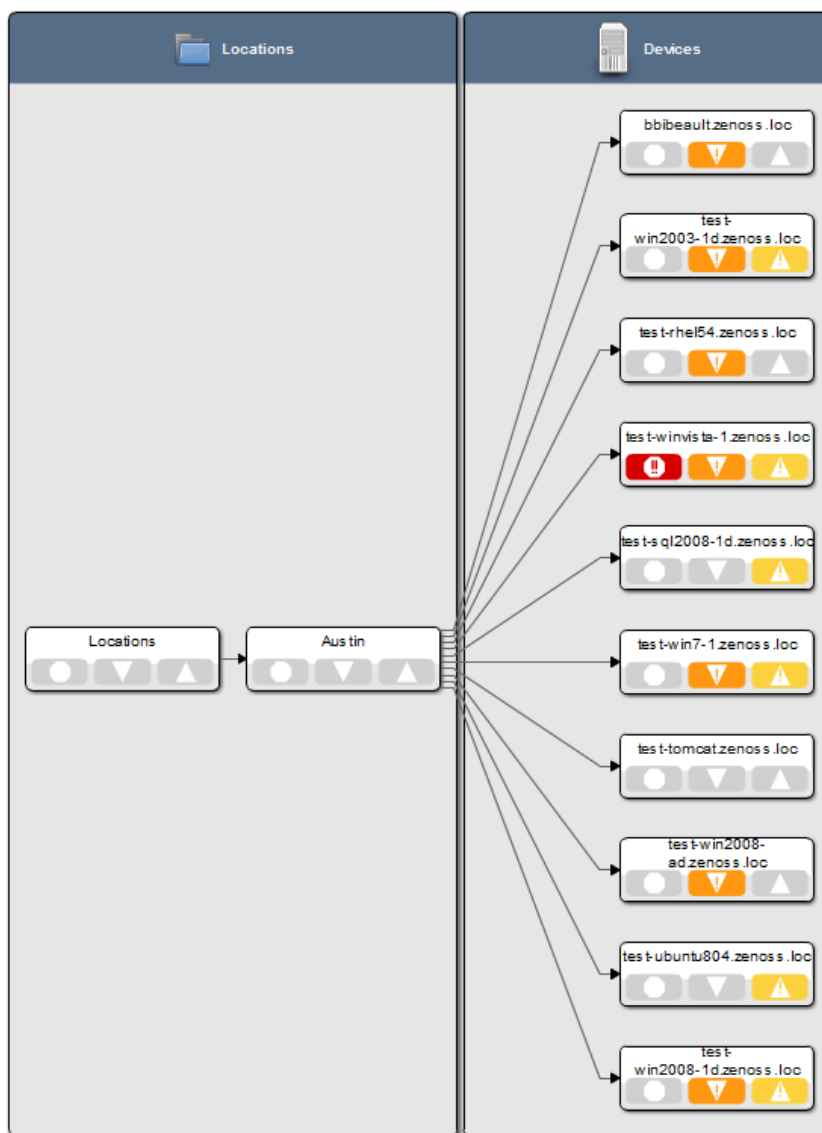 Locations
Devices
bbibeault.zenoss.loc
test-
win2003-1d.zenoss.loc
test-rhel54.zenoss.loc
test-winvista-1.zenoss.loc
test-sql2008-1d.zenoss.loc
Locations
Austin
test-win7-1.zenoss.loc
test-tomcat.zenoss.loc
test-win2008-
ad.zenoss.loc
test-ubuntu804.zenoss.loc
test-
win2008-1d.zenoss.loc